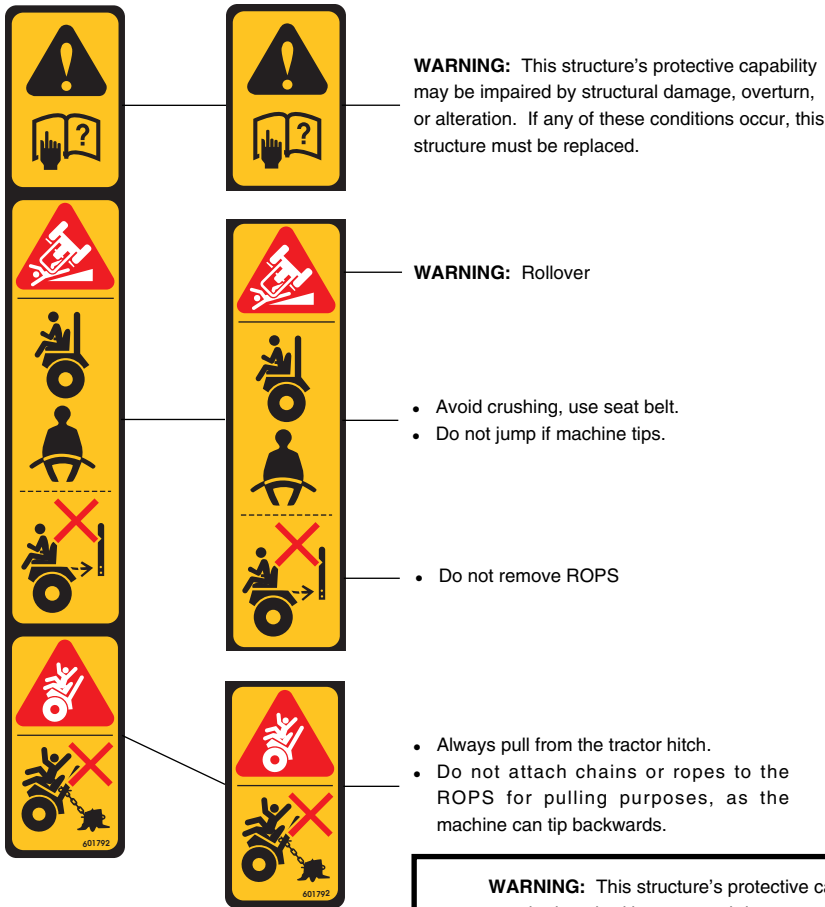 ?
?
WARNING: This structure's protective capability
may be impaired by structural damage, overturn,
or alteration. If any of these conditions occur, this
structure must be replaced.
WARNING: Rollover
• Avoid crushing, use seat belt.
• Do not jump if machine tips.
• Do not remove ROPS
• Always pull from the tractor hitch.
• Do not attach chains or ropes to the
ROPS for pulling purposes, as the
machine can tip backwards.
601792
601792
WARNING: This structure's protective